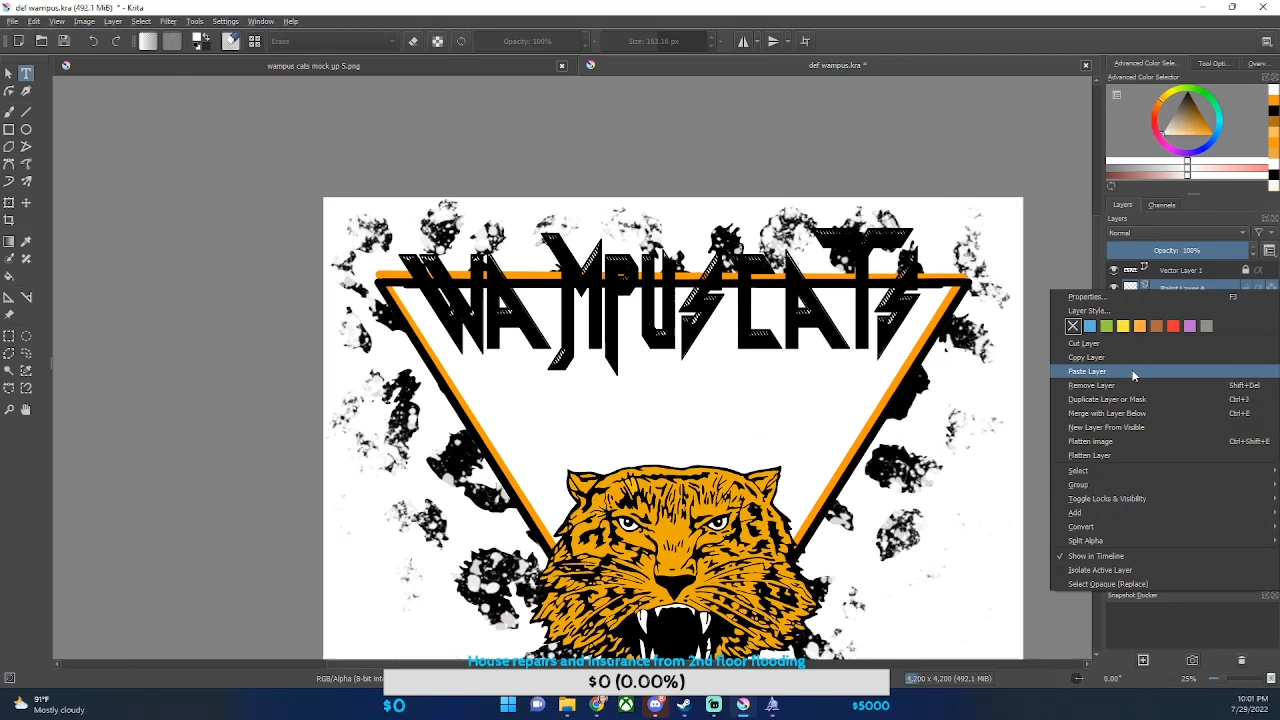 def wampus.kra (492.1 MiB) * - Krita
File Edit View Image Layer Select Filter Tools Settings Window Help
Erase Opacity: 100% Size: 153.16 px
wampus cats mock up 5.png def wampus.kra *
Advanced Color Sele... Tool Opti... Overv...
Advanced Color Selector
Layers Channels
Layers
Normal
Opacity: 100%
Vector Layer 1
Paint Layer 4
WAMPUS CATS
Properties... F3
Layer Style...
Cut Layer
Copy Layer
Paste Layer
Remove Layer Shift+Del
Duplicate Layer or Mask Ctrl+J
Merge with Layer Below Ctrl+E
New Layer From Visible
Flatten image Ctrl+Shift+E
Flatten Layer
Select
Group
Toggle Locks & Visibility
Add
Convert
Split Alpha
Show in Timeline
Isolate Active Layer
Select Opaque (Replace)
Snapshot Docker
House repairs and insurance from 2nd floor flooding
RGB/Alpha (8-bit inte $0 (0.00%) 4,200 x 4,200 (492.1 MiB) 0.00° 25%
91°F
Mostly cloudy
$0 $5000
10:01 PM
7/29/2022